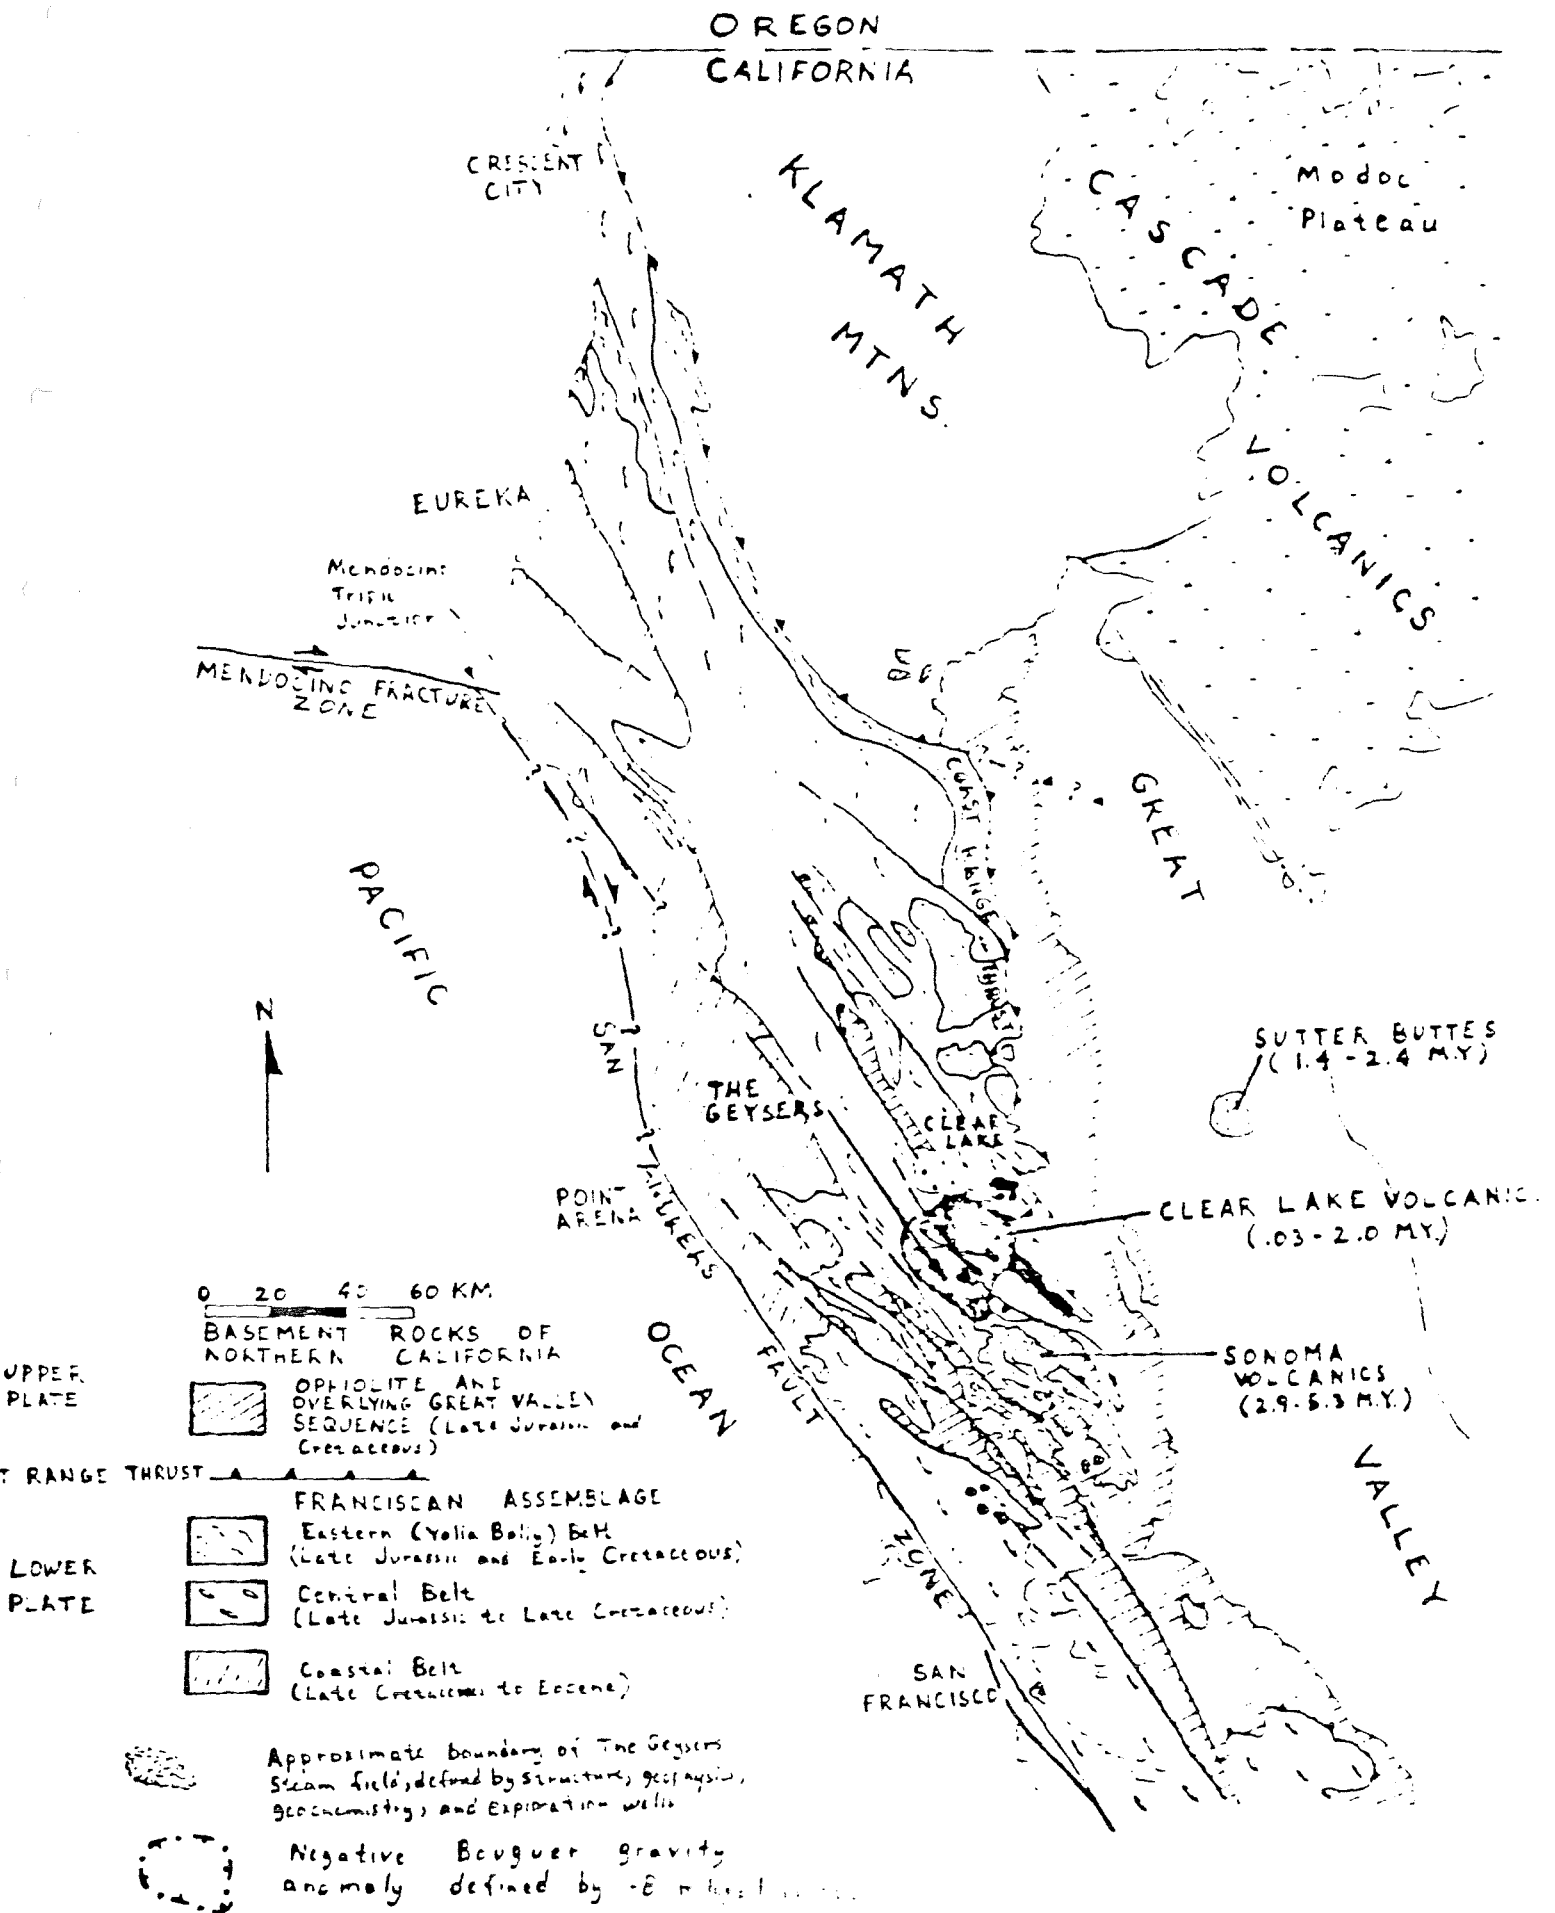 OREGON
CALIFORNIA
CRESCENT
CITY
KLAMATH
MTNS.
CASCADE
VOLCANICS
Modoc
Plateau
EUREKA
Mendocino
Triple
Junction
MENDOCINO FRACTURE
ZONE
COAST RANGE THRUST
GREAT
VALLEY
PACIFIC
OCEAN
N
SAN
ANDREAS
FAULT
ZONE
THE
GEYSERS
CLEAR
LAKE
SUTTER BUTTES
(1.4-2.4 M.Y)
POINT
ARENA
CLEAR LAKE VOLCANIC
(.03-2.0 M.Y.)
SONOMA
VOLCANICS
(2.9-5.3 M.Y.)
SAN
FRANCISCO
0 20 40 60 KM
BASEMENT ROCKS OF
NORTHERN CALIFORNIA
UPPER
PLATE
OPHIOLITE AND
OVERLYING GREAT VALLEY
SEQUENCE (Late Jurassic and
Cretaceous)
T RANGE THRUST
FRANCISCAN ASSEMBLAGE
LOWER
PLATE
Eastern (Yolla Bolly) Belt
(Late Jurassic and Early Cretaceous)
Central Belt
(Late Jurassic to Late Cretaceous)
Coastal Belt
(Late Cretaceous to Eocene)
Approximate boundary of The Geysers
Steam field, defined by structure, geophysics,
geochemistry, and Exploration wells
Negative Bouguer gravity
anomaly defined by -8